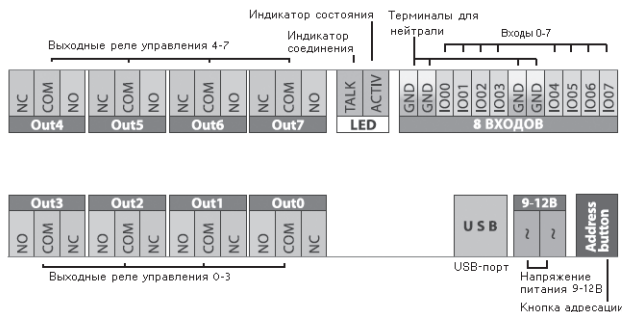 Индикатор состояния
Терминалы для
нейтрали
Индикатор
соединения
Выходные реле управления 4-7
Входы 0-7
NC COM NO NC COM NO NC COM NO NC COM NO
TALK ACTIV
GND GND IO00 IO01 IO02 IO03 GND GND IO04 IO05 IO06 IO07
Out4 Out5 Out6 Out7
LED
8 ВХОДОВ
Out3 Out2 Out1 Out0
NO COM NC NO COM NC NO COM NC NO COM NC
USB
9-12В
~ ~
Address
button
Выходные реле управления 0-3
USB-порт
Напряжение
питания 9-12В
Кнопка адресации